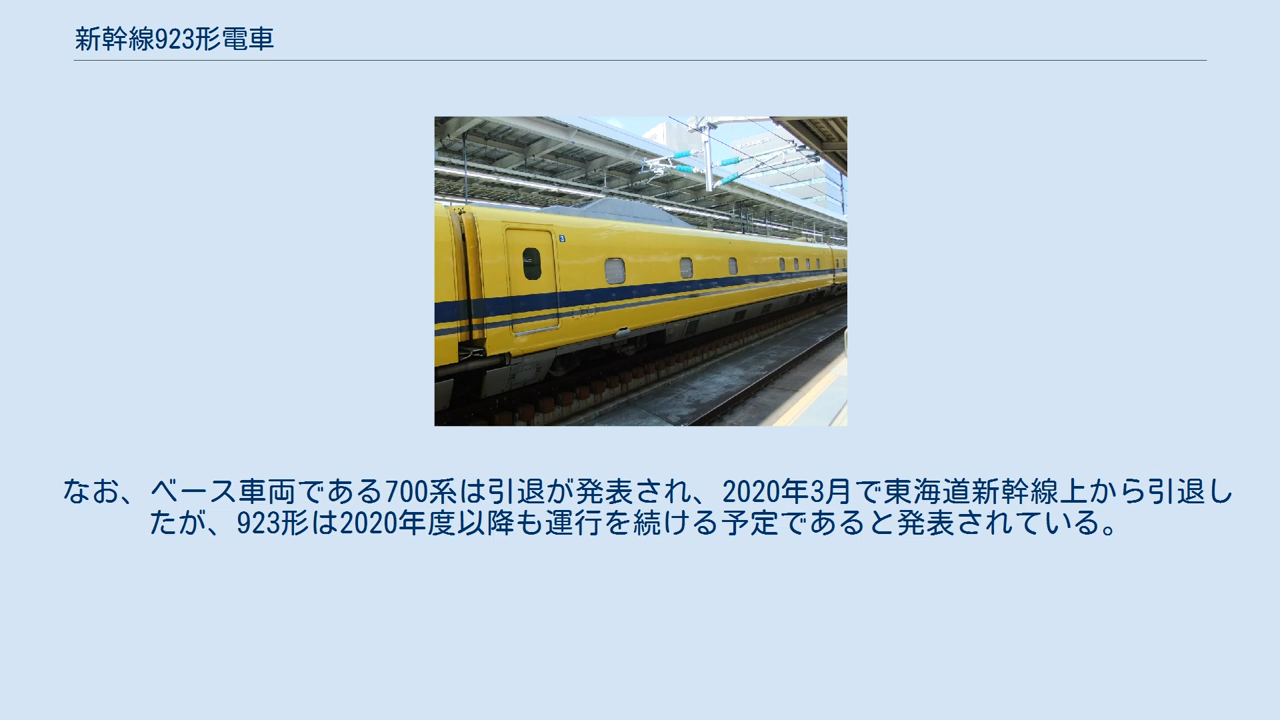 新幹線923形電車
なお、ベース車両である700系は引退が発表され、2020年3月で東海道新幹線上から引退し
たが、923形は2020年度以降も運行を続ける予定であると発表されている。